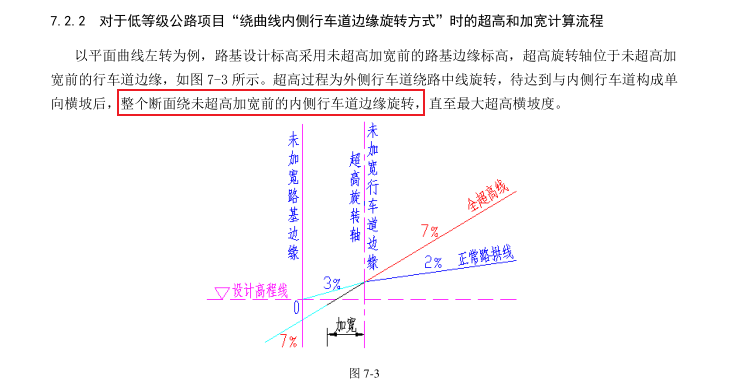 7.2.2 对于低等级公路项目“绕曲线内侧行车道边缘旋转方式”时的超高和加宽计算流程
以平面曲线左转为例，路基设计标高采用未超高加宽前的路基边缘标高，超高旋转轴位于未超高加
宽前的行车道边缘，如图 7-3 所示。超高过程为外侧行车道绕路中线旋转，待达到与内侧行车道构成单
向横坡后，整个断面绕未超高加宽前的内侧行车道边缘旋转，直至最大超高横坡度。
未加宽路基边缘
超高旋转轴
未加宽行车道边缘
全超高线
7%
正常路拱线
2%
3%
设计高程线
0
加宽
7%
图 7-3